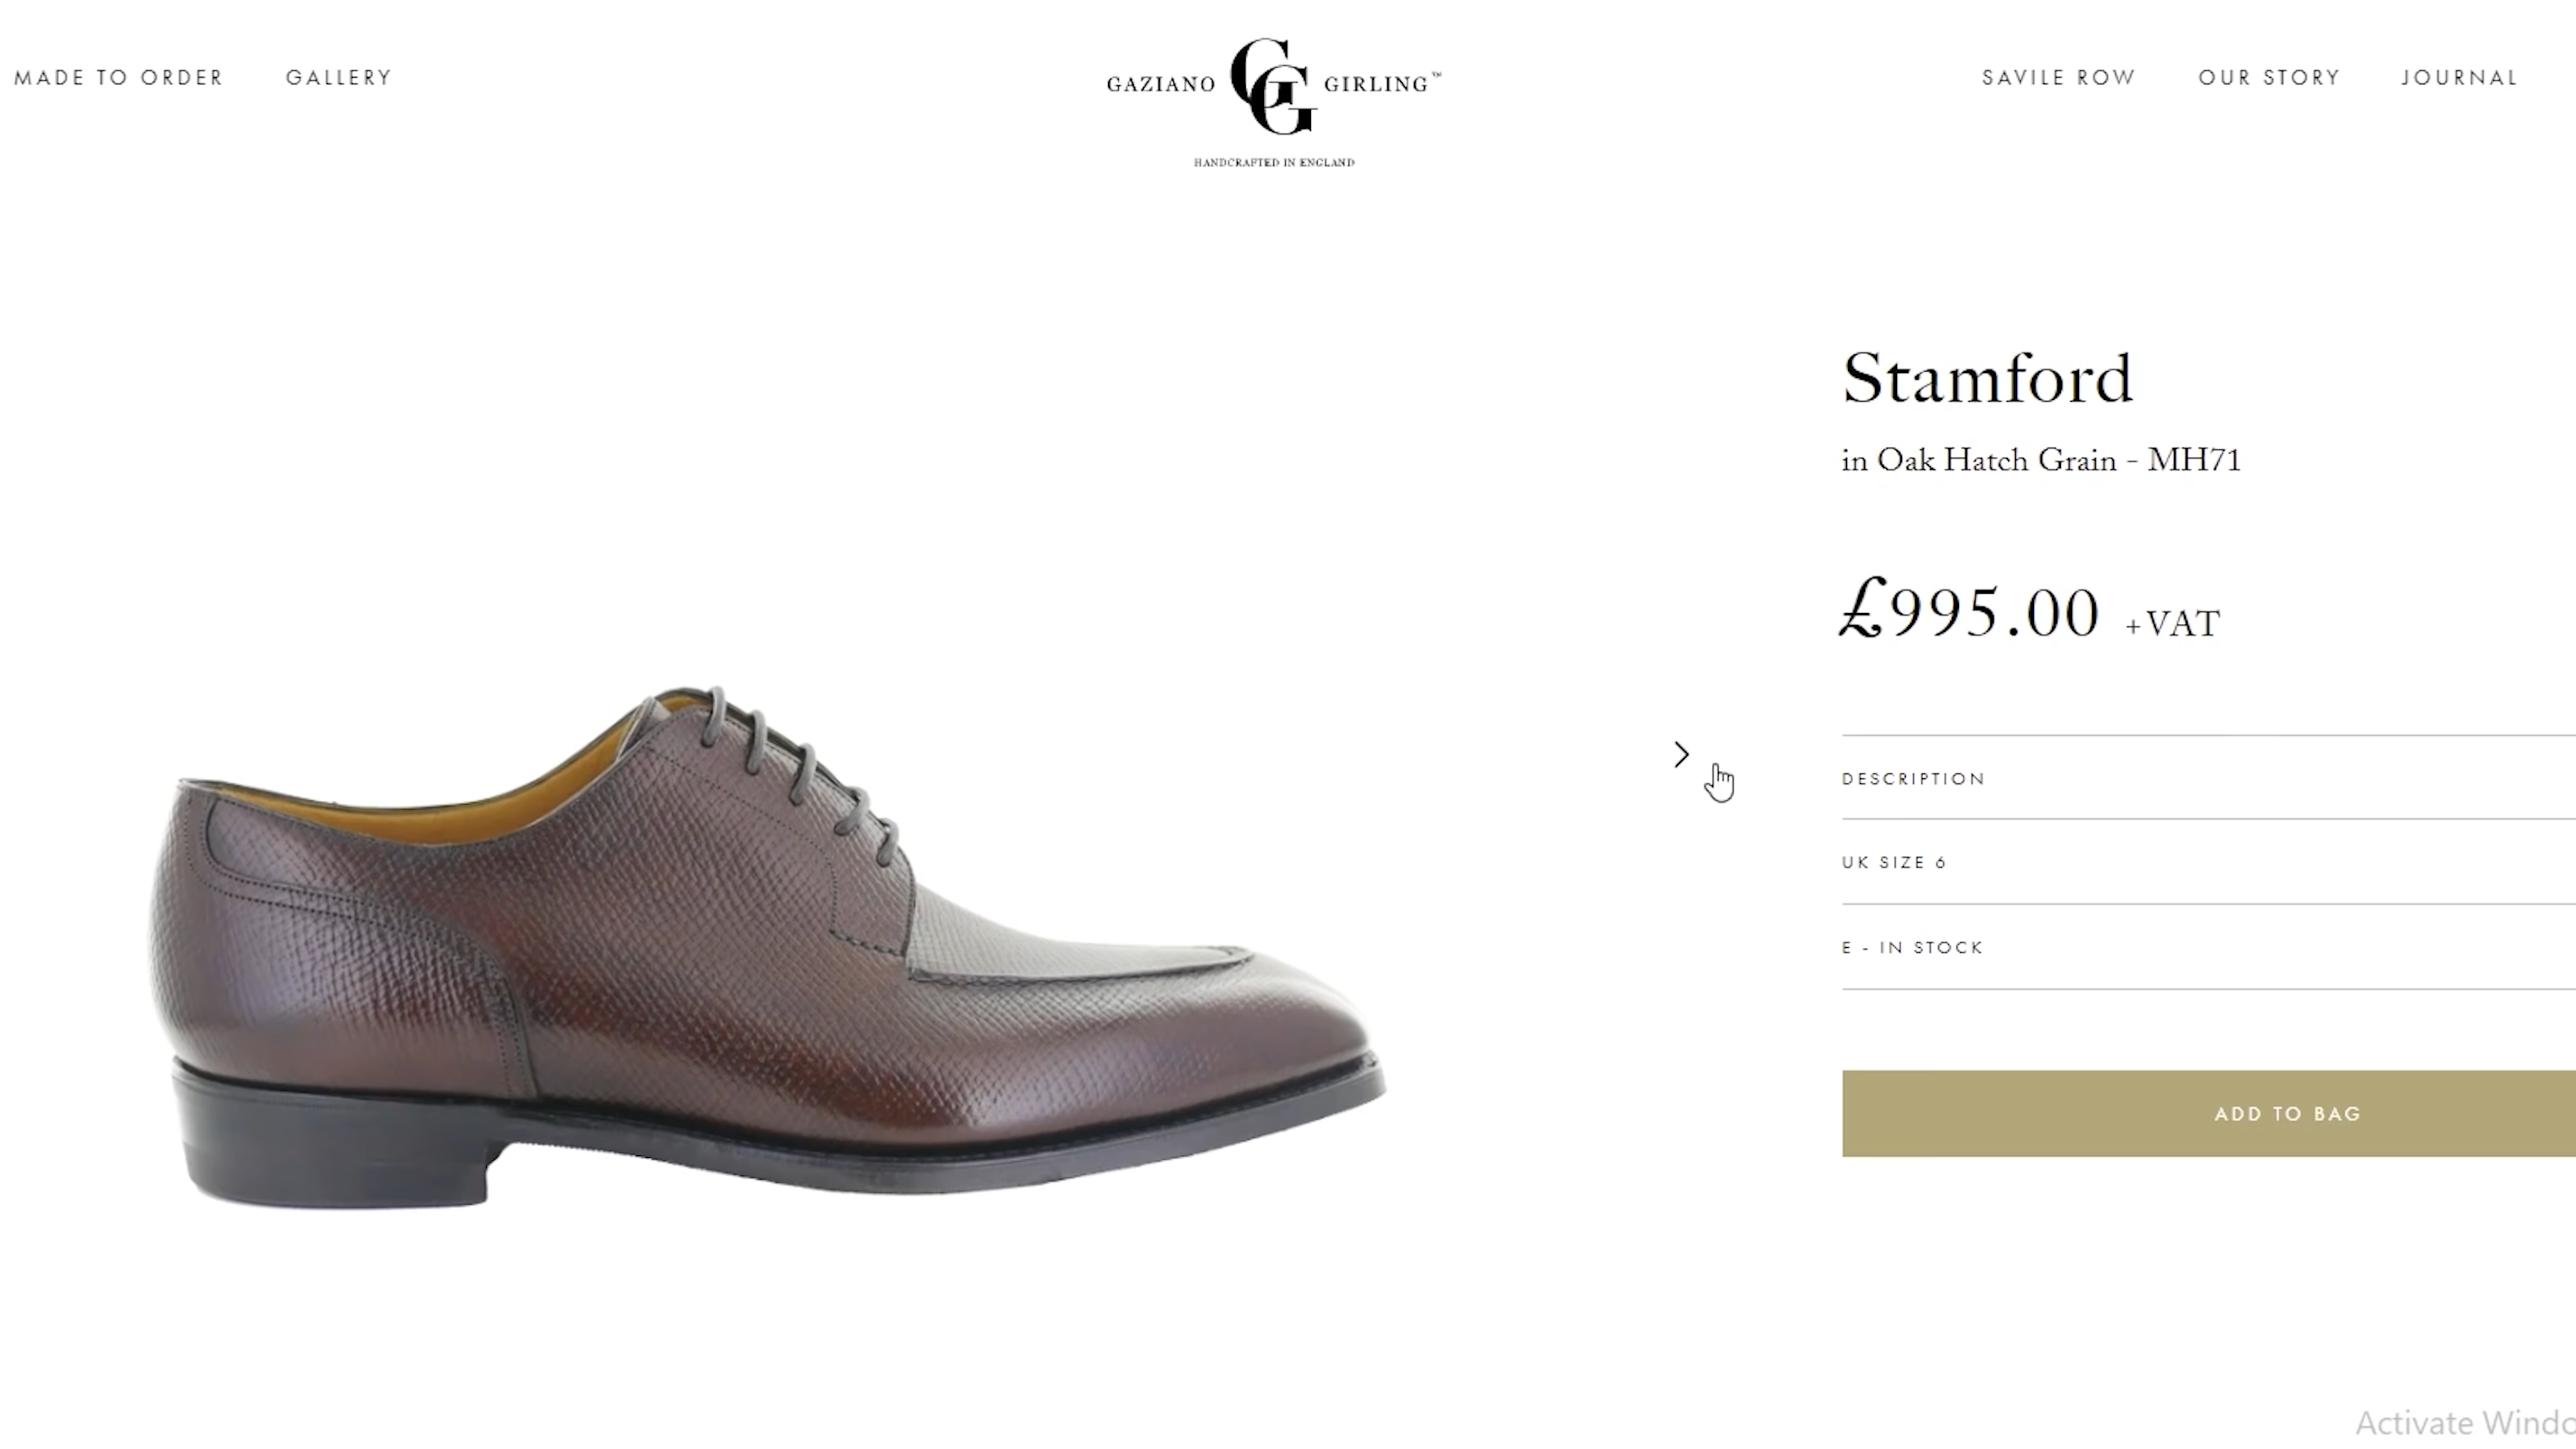 MADE TO ORDER
GALLERY
GAZIANO GG GIRLING™
HANDCRAFTED IN ENGLAND
SAVILE ROW
OUR STORY
JOURNAL
Stamford
in Oak Hatch Grain - MH71
£995.00 +VAT
DESCRIPTION
UK SIZE 6
E - IN STOCK
ADD TO BAG
Activate Windo